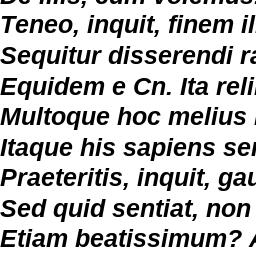 De illis, cum volemus.
Teneo, inquit, finem il
Sequitur disserendi ra
Equidem e Cn. Ita reli
Multoque hoc melius
Itaque his sapiens se
Praeteritis, inquit, gau
Sed quid sentiat, non
Etiam beatissimum?